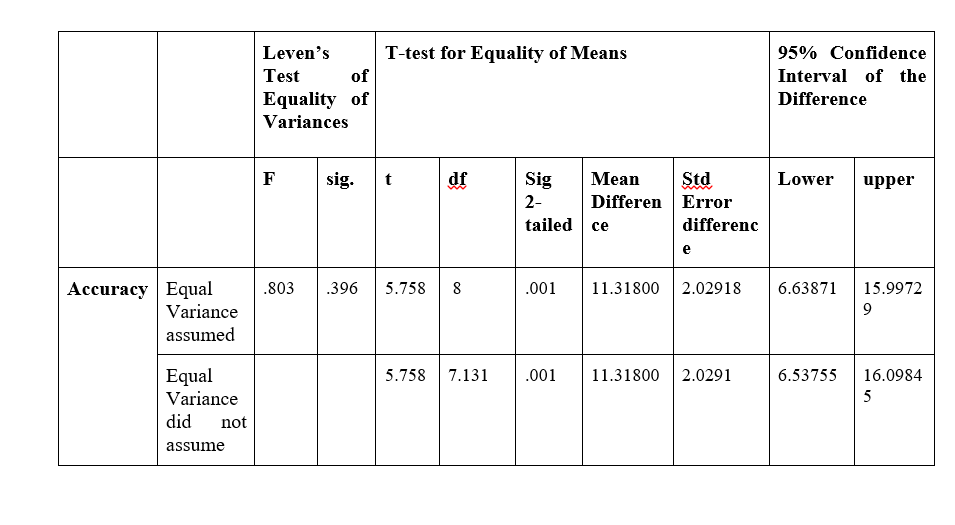 Leven's
Test of
Equality of
Variances
T-test for Equality of Means
95% Confidence
Interval of the
Difference
F
sig.
t
df
Sig
2-
tailed
Mean
Differen
ce
Std
Error
differenc
e
Lower
upper
Accuracy
Equal
Variance
assumed
.803
.396
5.758
8
.001
11.31800
2.02918
6.63871
15.9972
9
Equal
Variance
did not
assume
5.758
7.131
.001
11.31800
2.0291
6.53755
16.0984
5